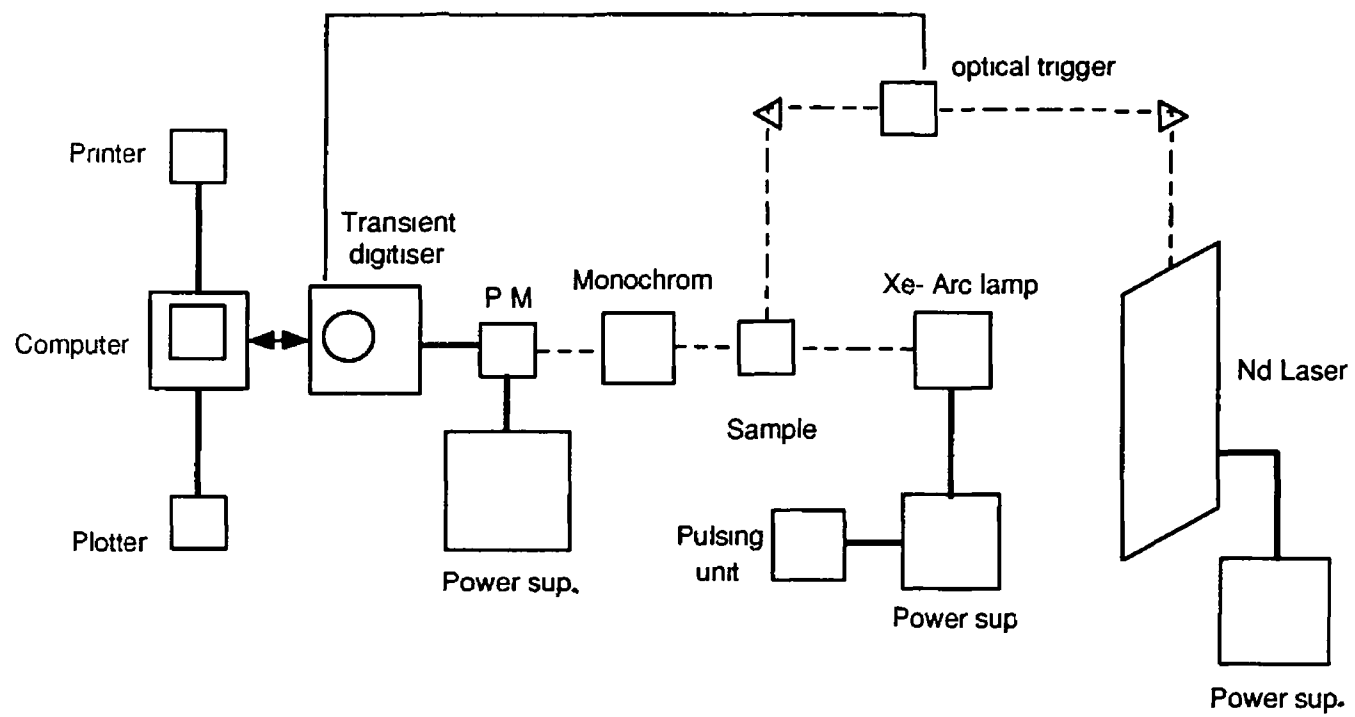 optical trigger
Printer
Transient
digitiser
Monochrom
Xe- Arc lamp
P M
Computer
Nd Laser
Sample
Plotter
Pulsing
unit
Power sup.
Power sup
Power sup.